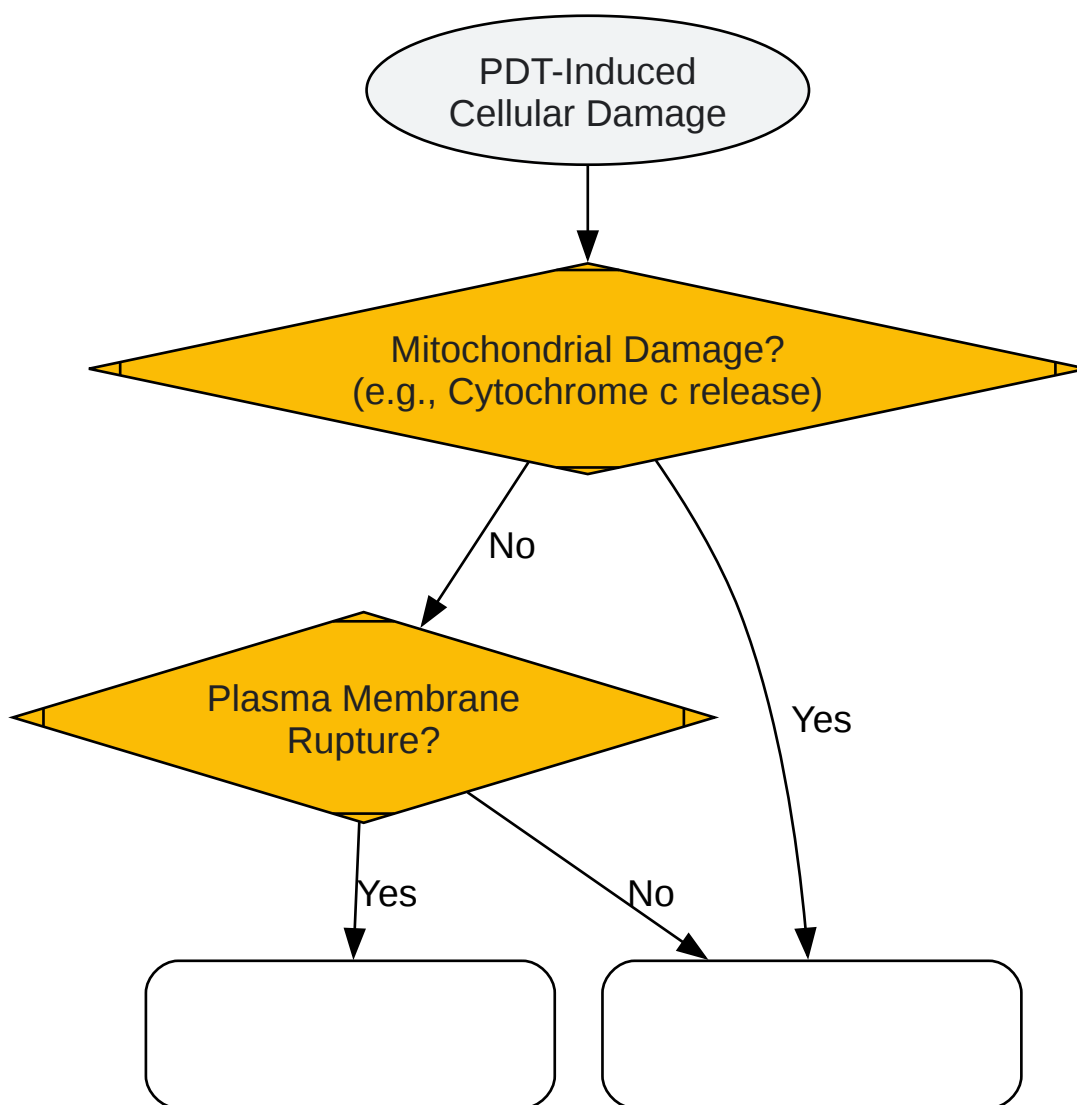 PDT-Induced
Cellular Damage
Mitochondrial Damage?
(e.g., Cytochrome c release)
No
Plasma Membrane
Rupture?
Yes
Yes
No